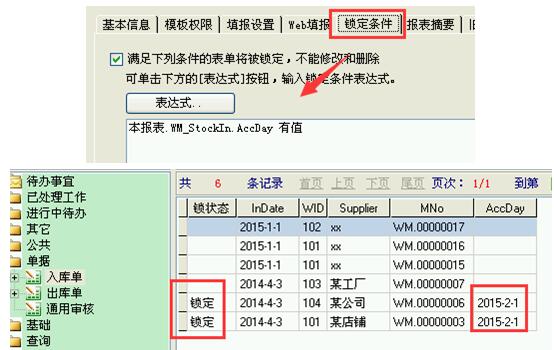 基本信息 模板权限 填报设置 Web填报 锁定条件 报表摘要
满足下列条件的表单将被锁定，不能修改和删除
可单击下方的[表达式]按钮，输入锁定条件表达式。
表达式..
本报表.WM_StockIn.AccDay 有值
待办事宜
已处理工作
进行中待办
其它
公共
单据
入库单
出库单
通用审核
基础
查询
共 6 条记录 首页 上页 下页 尾页 页次： 1/1 到第
锁状态 InDate WID Supplier MNo AccDay
2015-1-1 102 xx WM.00000017
2015-1-1 101 xx WM.00000016
2015-1-1 101 xx WM.00000015
2014-4-3 103 某工厂 WM.00000007
锁定 2014-4-3 104 某公司 WM.00000006 2015-2-1
锁定 2014-4-3 101 某店铺 WM.00000003 2015-2-1